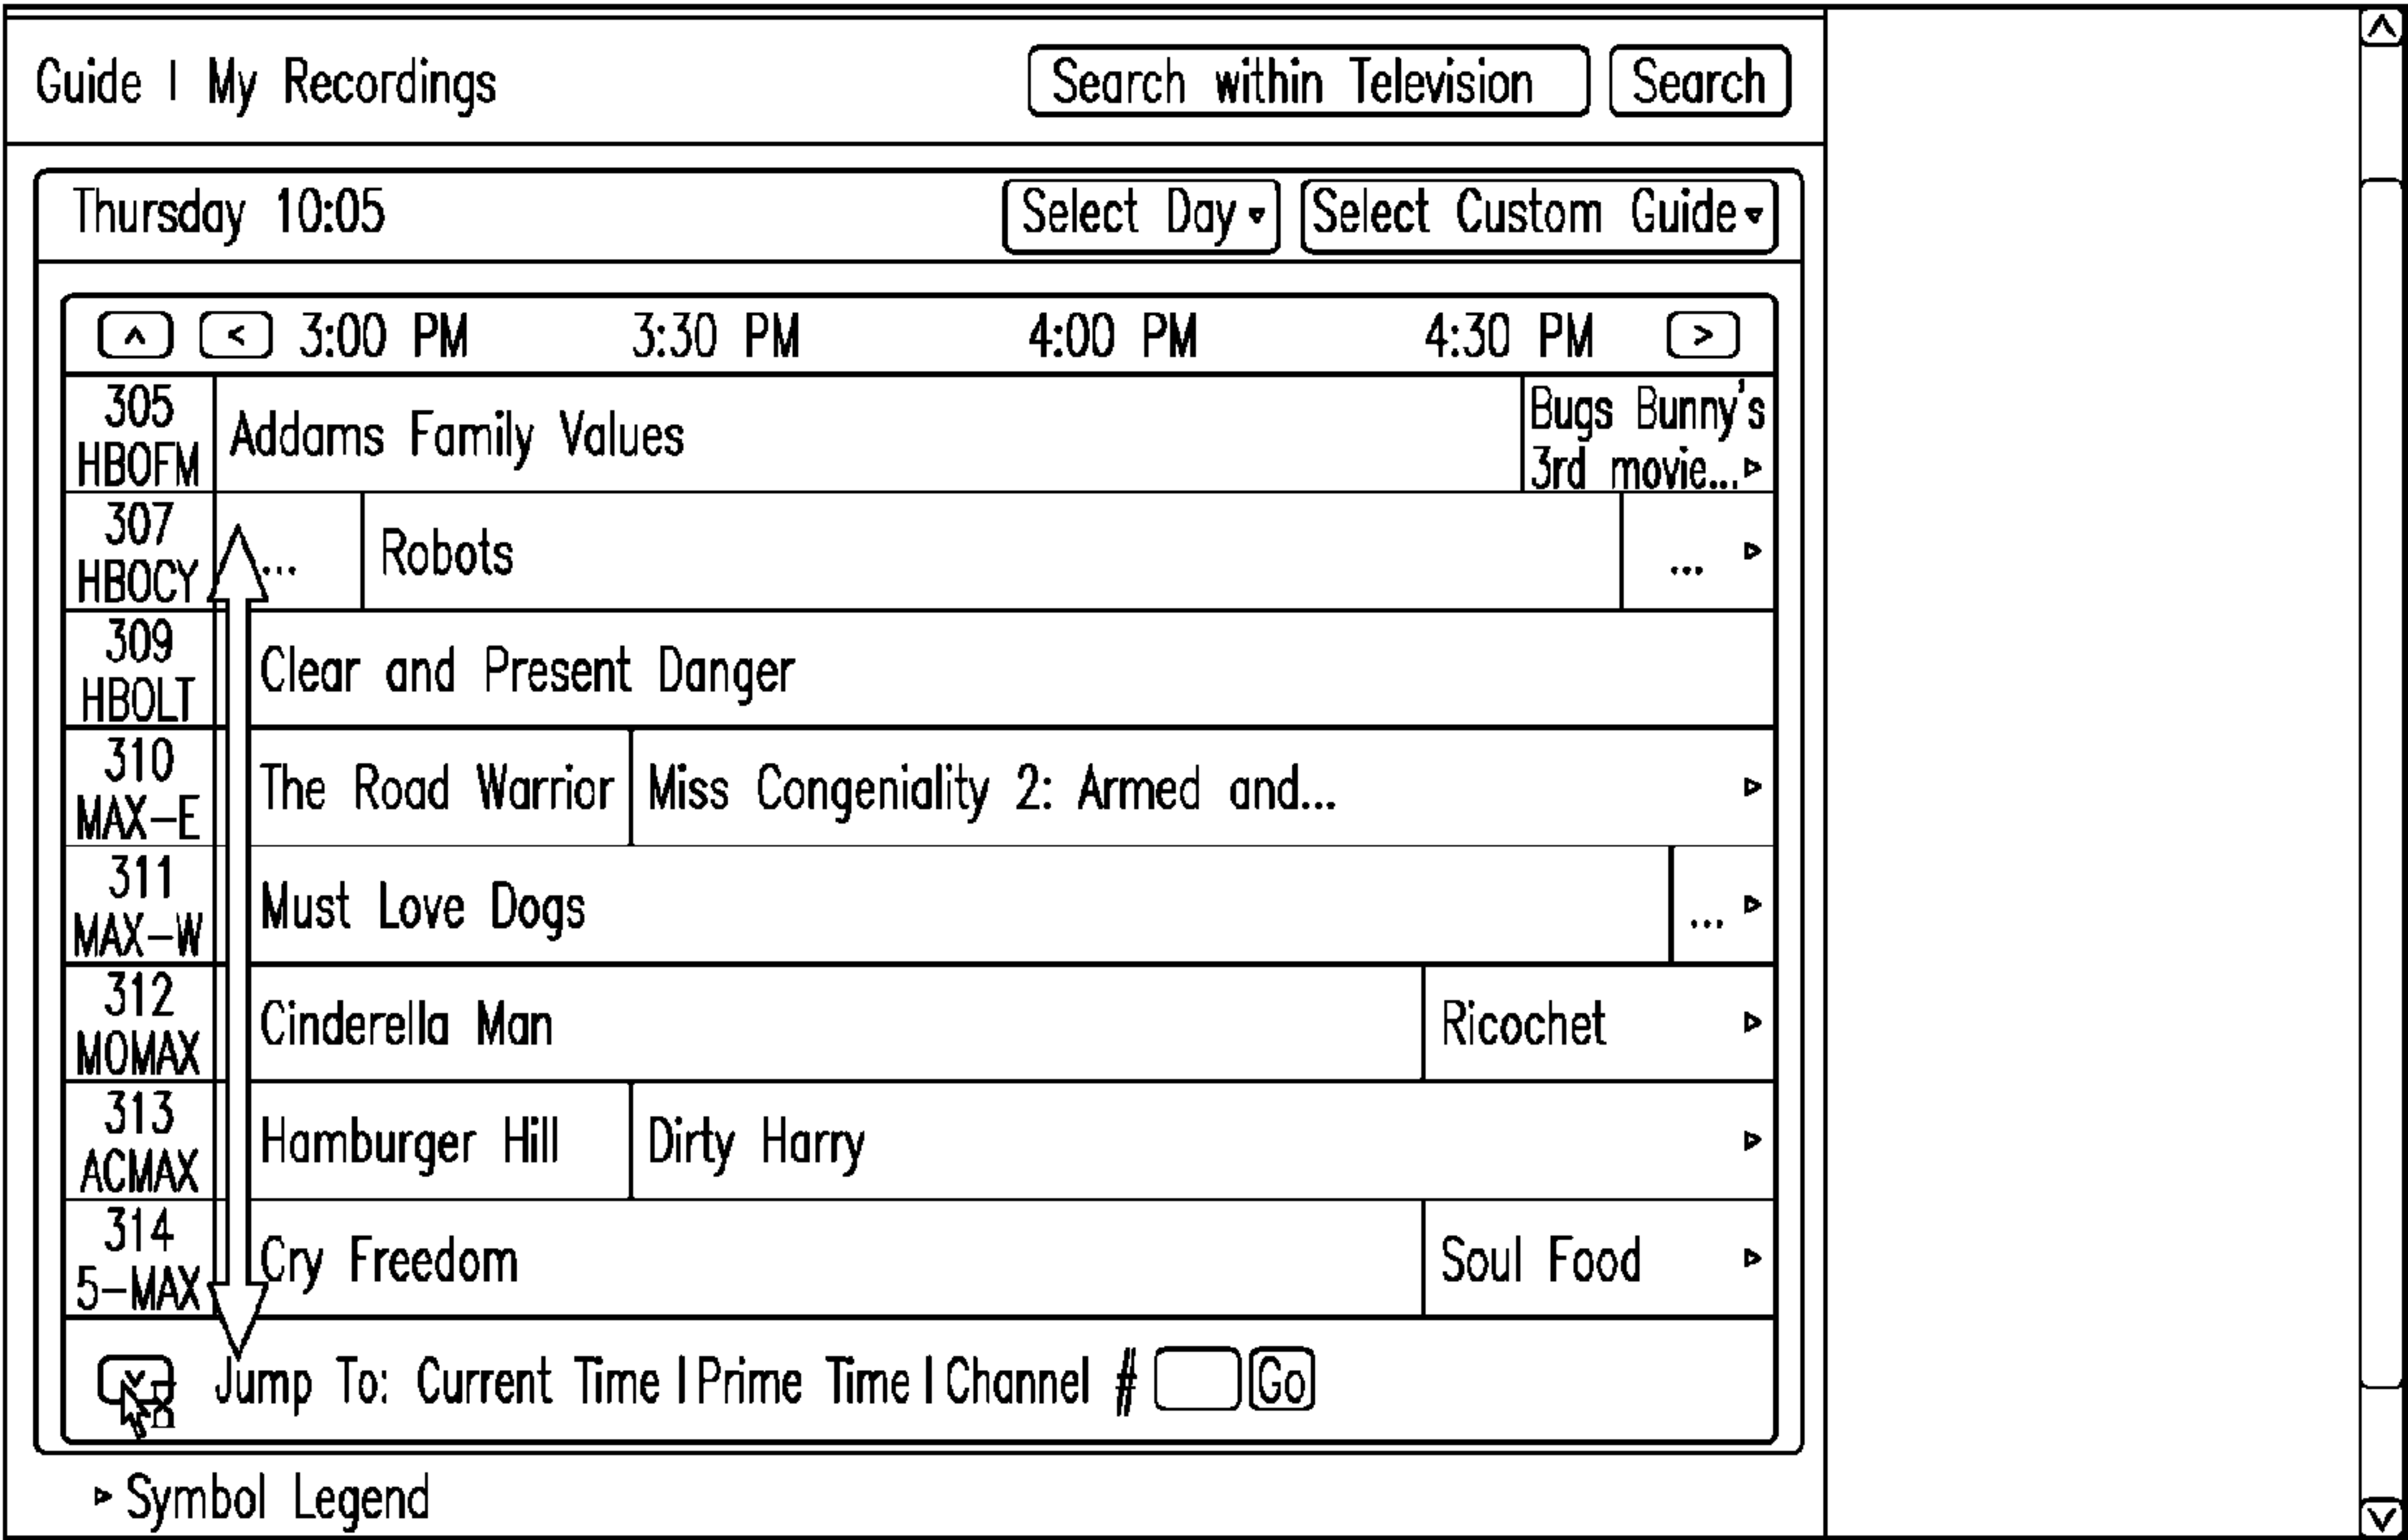 Guide | My Recordings Search within Television Search
Thursday 10:05 Select Day Select Custom Guide
3:00 PM 3:30 PM 4:00 PM 4:30 PM
305
HBOFM
Addams Family Values
Bugs Bunny's
3rd movie...
307
HBOCY
... Robots ...
309
HBOLT
Clear and Present Danger
310
MAX-E
The Road Warrior Miss Congeniality 2: Armed and...
311
MAX-W
Must Love Dogs ...
312
MOMAX
Cinderella Man Ricochet
313
ACMAX
Hamburger Hill Dirty Harry
314
5-MAX
Cry Freedom Soul Food
Jump To: Current Time | Prime Time | Channel # Go
Symbol Legend